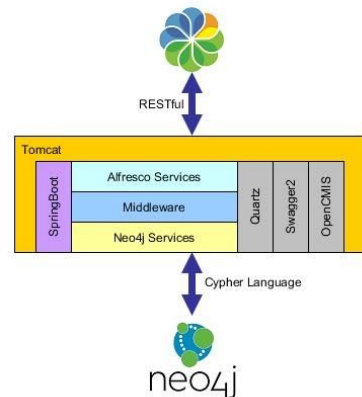 RESTful
Tomcat
SpringBoot
Alfresco Services
Middleware
Neo4j Services
Quartz
Swagger2
OpenCMIS
Cypher Language
neo4j